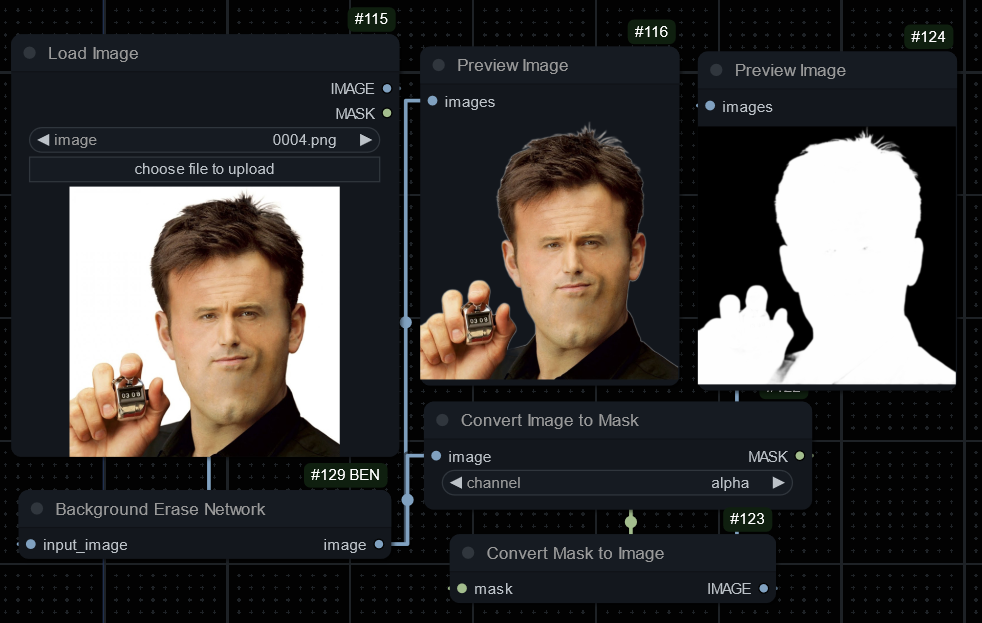 #115
Load Image
IMAGE
MASK
image 0004.png
choose file to upload
#116
Preview Image
images
#124
Preview Image
images
Convert Image to Mask
image MASK
channel alpha
#129 BEN
Background Erase Network
input_image image
#123
Convert Mask to Image
mask IMAGE